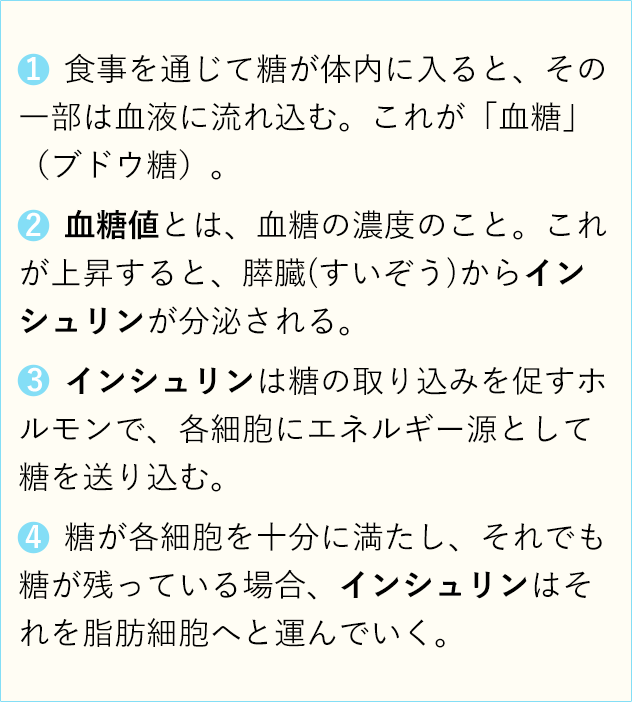 ❶ 食事を通じて糖が体内に入ると、その
一部は血液に流れ込む。これが「血糖」
（ブドウ糖）。
❷ 血糖値とは、血糖の濃度のこと。これ
が上昇すると、膵臓(すいぞう)からイン
シュリンが分泌される。
❸ インシュリンは糖の取り込みを促すホ
ルモンで、各細胞にエネルギー源として
糖を送り込む。
❹ 糖が各細胞を十分に満たし、それでも
糖が残っている場合、インシュリンはそ
れを脂肪細胞へと運んでいく。